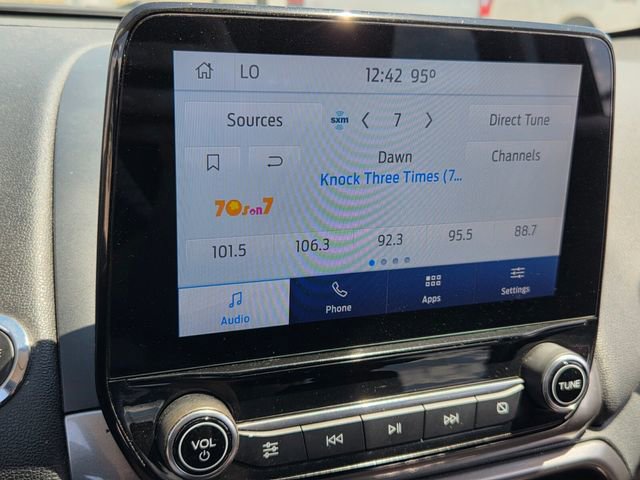 LO 12:42 95°
Sources sxm 7 Direct Tune
Dawn Channels
Knock Three Times (7...
70s on 7
101.5 106.3 92.3 95.5 88.7
Audio Phone Apps Settings
VOL TUNE